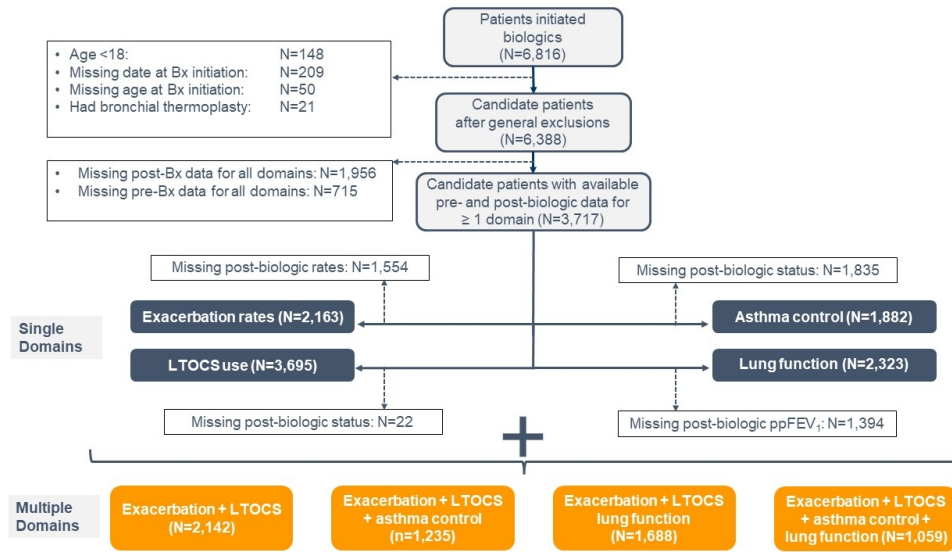 Patients initiated
biologics
(N=6,816)
• Age <18: N=148
• Missing date at Bx initiation: N=209
• Missing age at Bx initiation: N=50
• Had bronchial thermoplasty: N=21
Candidate patients
after general exclusions
(N=6,388)
• Missing post-Bx data for all domains: N=1,956
• Missing pre-Bx data for all domains: N=715
Candidate patients with available
pre- and post-biologic data for
≥ 1 domain (N=3,717)
Missing post-biologic rates: N=1,554
Missing post-biologic status: N=1,835
Single
Domains
Exacerbation rates (N=2,163)
Asthma control (N=1,882)
LTOCS use (N=3,695)
Lung function (N=2,323)
Missing post-biologic status: N=22
Missing post-biologic ppFEV₁: N=1,394
+
Multiple
Domains
Exacerbation + LTOCS
(N=2,142)
Exacerbation + LTOCS
+ asthma control
(n=1,235)
Exacerbation + LTOCS
lung function
(N=1,688)
Exacerbation + LTOCS
+ asthma control +
lung function (N=1,059)